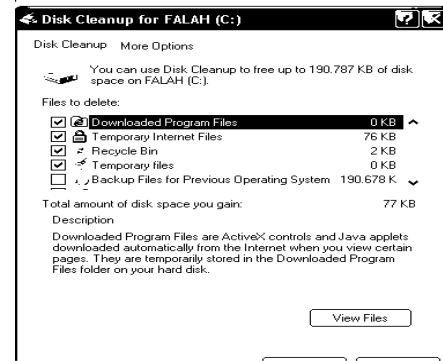 Disk Cleanup for FALAH (C:)
Disk Cleanup More Options
You can use Disk Cleanup to free up to 190.787 KB of disk
space on FALAH (C:).
Files to delete:
Downloaded Program Files 0 KB
Temporary Internet Files 76 KB
Recycle Bin 2 KB
Temporary files 0 KB
Backup Files for Previous Operating System 190.678 K
Total amount of disk space you gain: 77 KB
Description
Downloaded Program Files are ActiveX controls and Java applets
downloaded automatically from the Internet when you view certain
pages. They are temporarily stored in the Downloaded Program
Files folder on your hard disk.
View Files